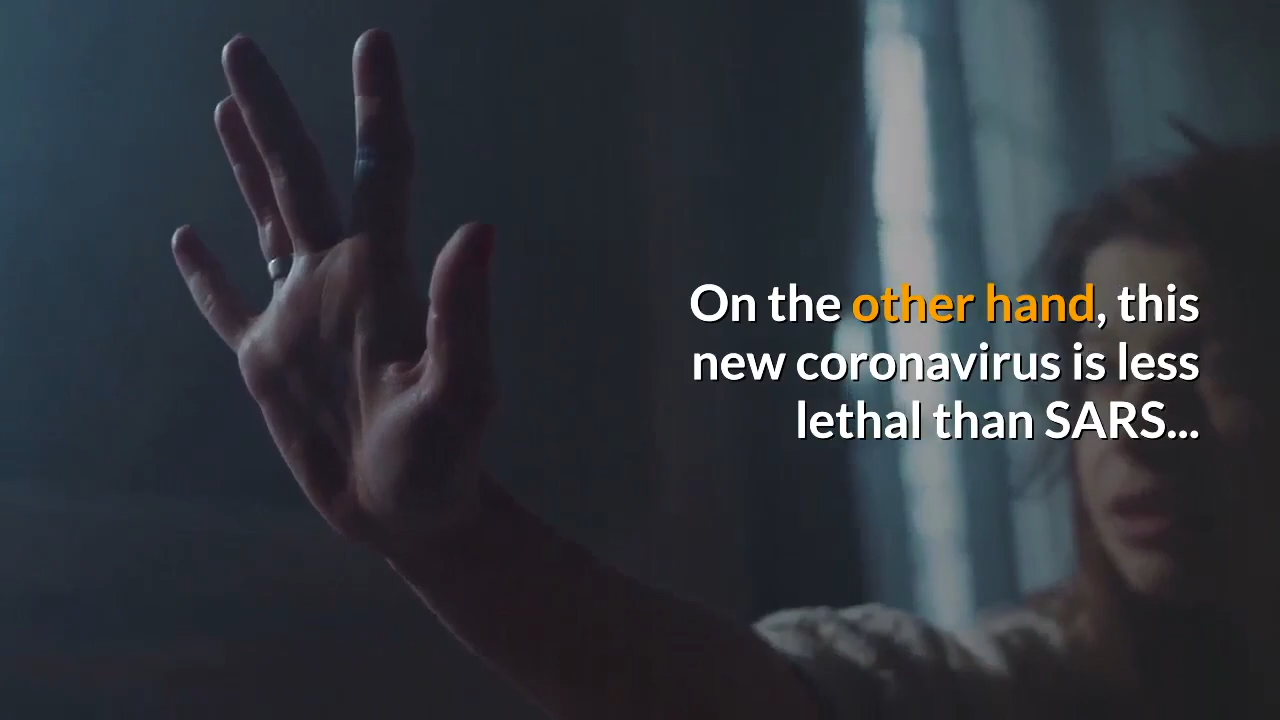 On the other hand, this
new coronavirus is less
lethal than SARS...